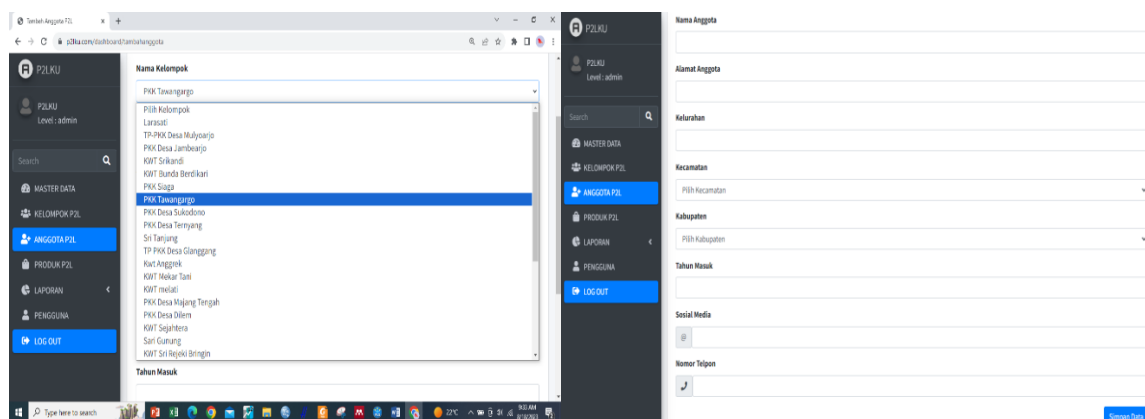 Tambah Anggota P2L
p2lku.com/dashboard/tambahanggota
P2LKU
P2LKU
Level : admin
Search
MASTER DATA
KELOMPOK P2L
ANGGOTA P2L
PRODUK P2L
LAPORAN
PENGGUNA
LOG OUT
Nama Kelompok
PKK Tawangargo
Pilih Kelompok
Larasati
TP-PKK Desa Mulyoarjo
PKK Desa Jambearjo
KWT Srikandi
KWT Bunda Berdikari
PKK Siaga
PKK Tawangargo
PKK Desa Sukodono
PKK Desa Ternyang
Sri Tanjung
TP PKK Desa Glanggang
Kwt Anggrek
KWT Mekar Tani
KWT melati
PKK Desa Majang Tengah
PKK Desa Dilem
KWT Sejahtera
Sari Gunung
KWT Sri Rejeki Bringin
Tahun Masuk
Type here to search
22°C
9:33 AM
P2LKU
P2LKU
Level : admin
Search
MASTER DATA
KELOMPOK P2L
ANGGOTA P2L
PRODUK P2L
LAPORAN
PENGGUNA
LOG OUT
Nama Anggota
Alamat Anggota
Kelurahan
Kecamatan
Pilih Kecamatan
Kabupaten
Pilih Kabupaten
Tahun Masuk
Sosial Media
@
Nomor Telpon
Simpan Data